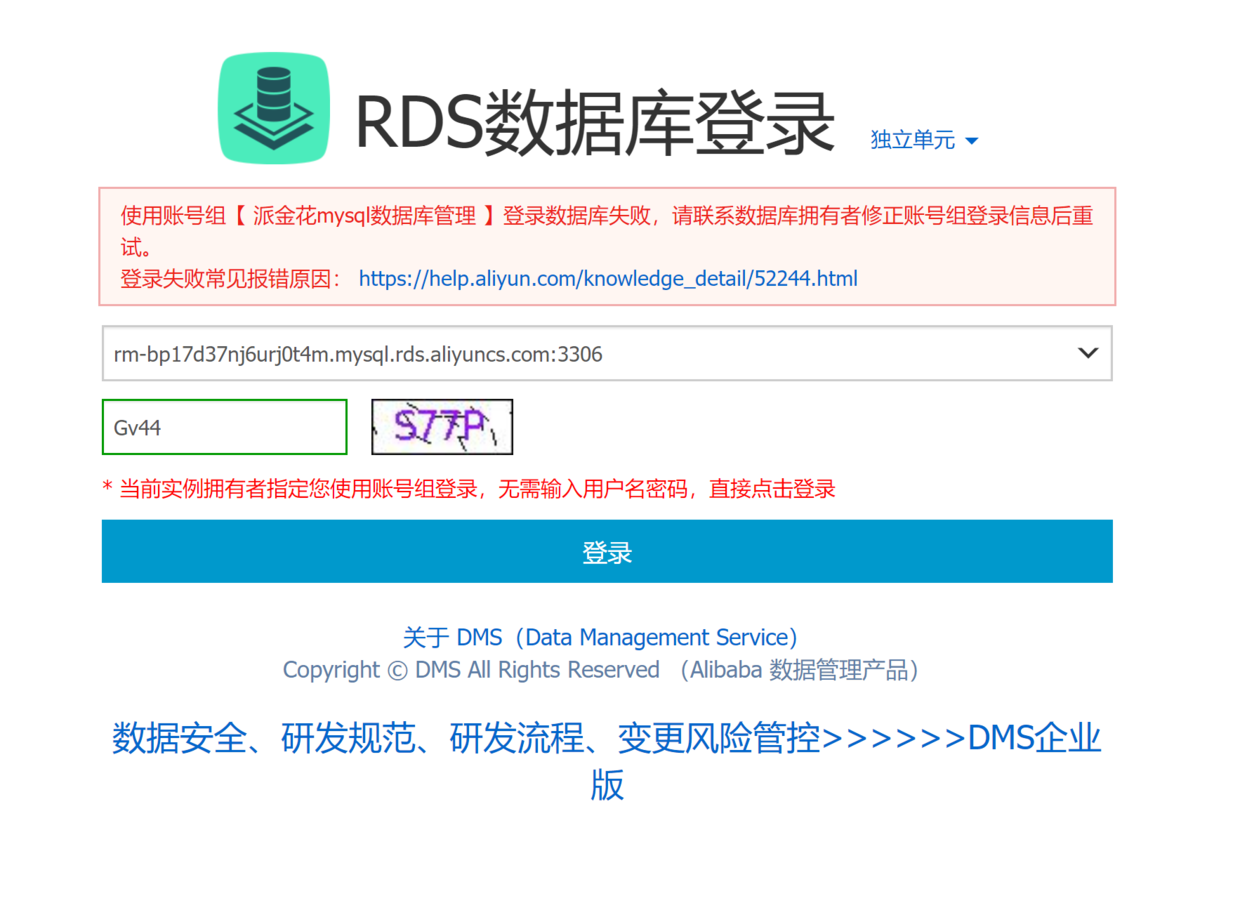 RDS数据库登录
独立单元
使用账号组【 派金花mysql数据库管理 】登录数据库失败，请联系数据库拥有者修正账号组登录信息后重
试。
登录失败常见报错原因： https://help.aliyun.com/knowledge_detail/52244.html
rm-bp17d37nj6urj0t4m.mysql.rds.aliyuncs.com:3306
Gv44
S77P
* 当前实例拥有者指定您使用账号组登录，无需输入用户名密码，直接点击登录
登录
关于 DMS（Data Management Service）
Copyright © DMS All Rights Reserved （Alibaba 数据管理产品）
数据安全、研发规范、研发流程、变更风险管控>>>>>>DMS企业
版